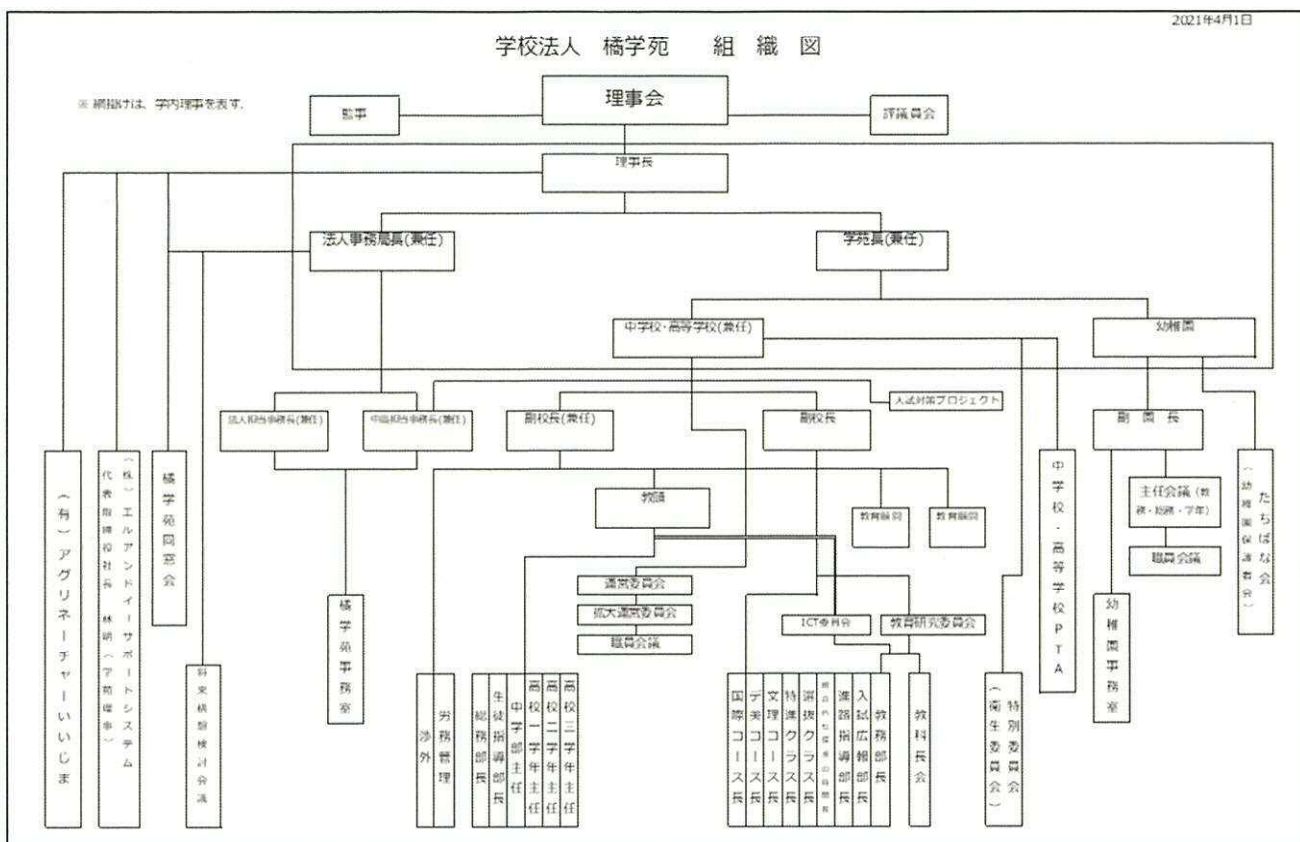 2021年4月1日
学校法人 橘学苑 組織図
※ 網掛けは、学内理事を表す。
理事会
監事
評議員会
理事長
法人事務局長(兼任)
学苑長(兼任)
中学校・高等学校(兼任)
幼稚園
入試対策プロジェクト
法人担当事務長(兼任)
中高担当事務長(兼任)
副校長(兼任)
副校長
副園長
教頭
教育顧問
教育顧問
主任会議(教
務・総務・学年)
職員会議
運営委員会
拡大運営委員会
職員会議
ICT委員会
教育研究委員会
(有)アグリネーチャーいいじま
(株)エルアンドイーサポートシステム
代表取締役社長 林明(学苑理事)
橘学苑同窓会
将来構想検討会議
橘学苑事務室
渉外
労務管理
総務部長
生徒指導部長
中学部主任
高校一学年主任
高校二学年主任
高校三学年主任
国際コース長
デ美コース長
文理コース長
特進クラス長
選抜クラス長
進路指導部長
入試広報部長
教務部長
教科長会
特別委員会
(衛生委員会)
中学校・高等学校PTA
幼稚園事務室
たちばな会
(幼稚園保護者会)